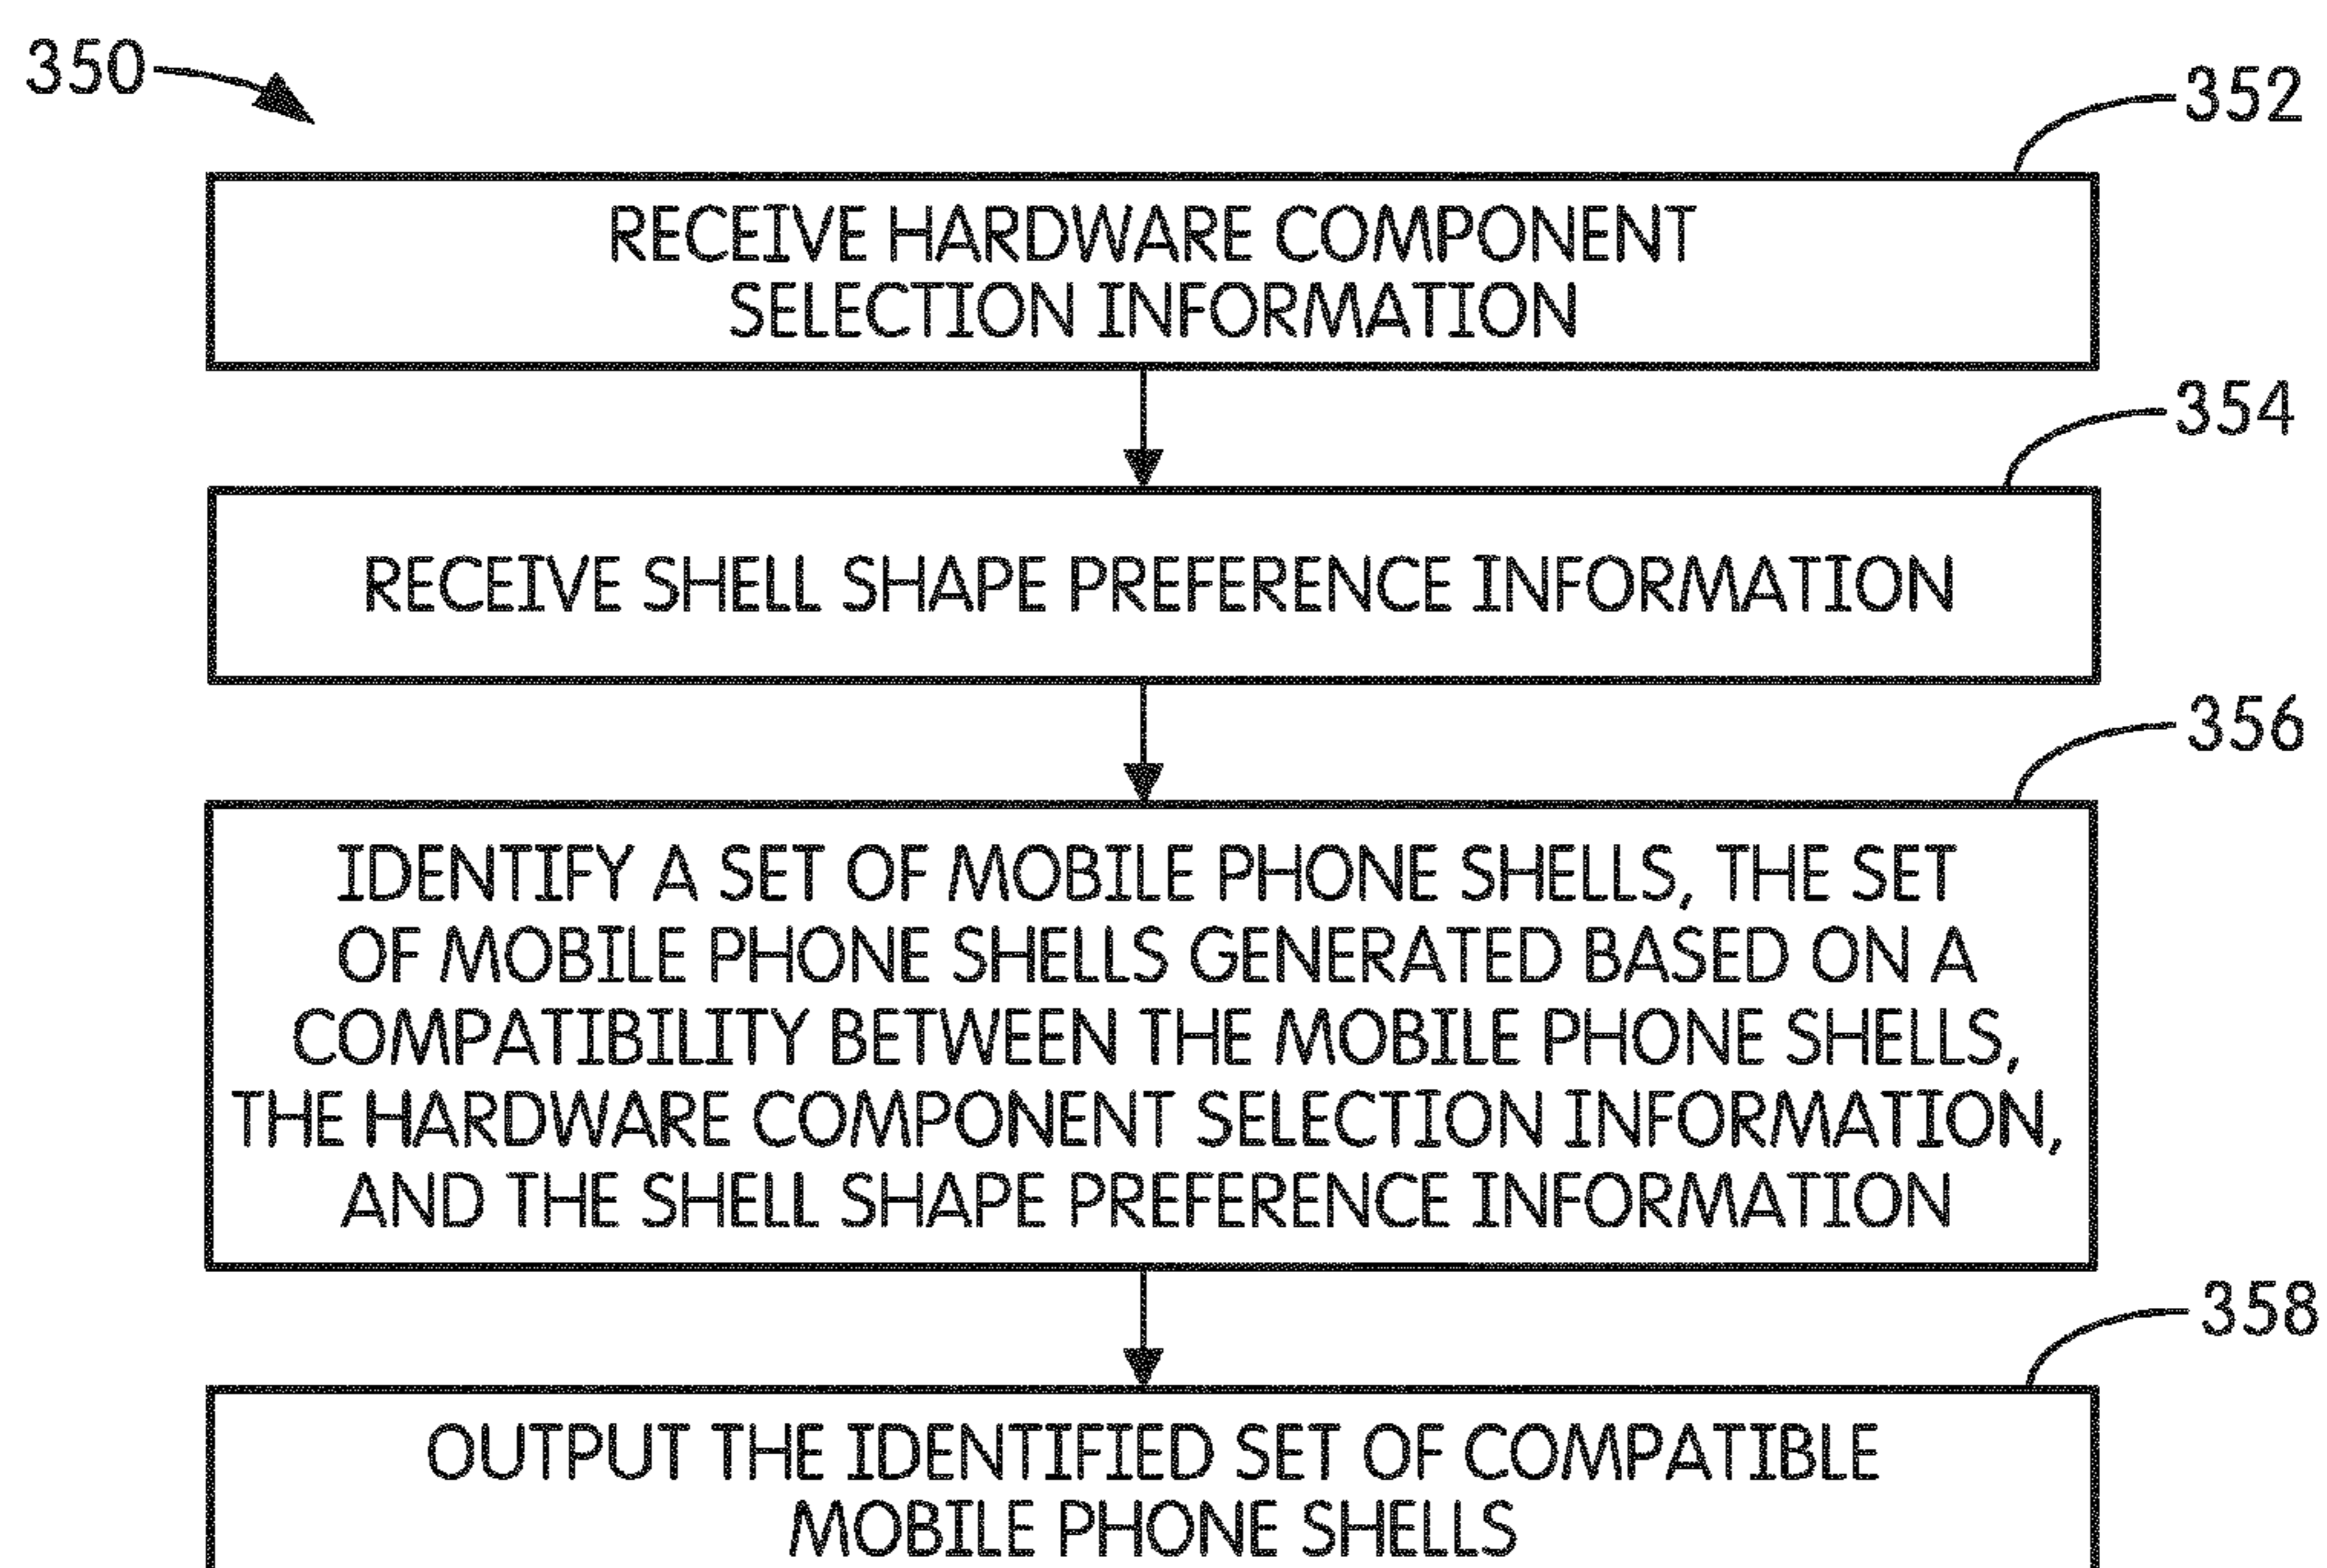 350
352
RECEIVE HARDWARE COMPONENT
SELECTION INFORMATION
354
RECEIVE SHELL SHAPE PREFERENCE INFORMATION
356
IDENTIFY A SET OF MOBILE PHONE SHELLS, THE SET
OF MOBILE PHONE SHELLS GENERATED BASED ON A
COMPATIBILITY BETWEEN THE MOBILE PHONE SHELLS,
THE HARDWARE COMPONENT SELECTION INFORMATION,
AND THE SHELL SHAPE PREFERENCE INFORMATION
358
OUTPUT THE IDENTIFIED SET OF COMPATIBLE
MOBILE PHONE SHELLS